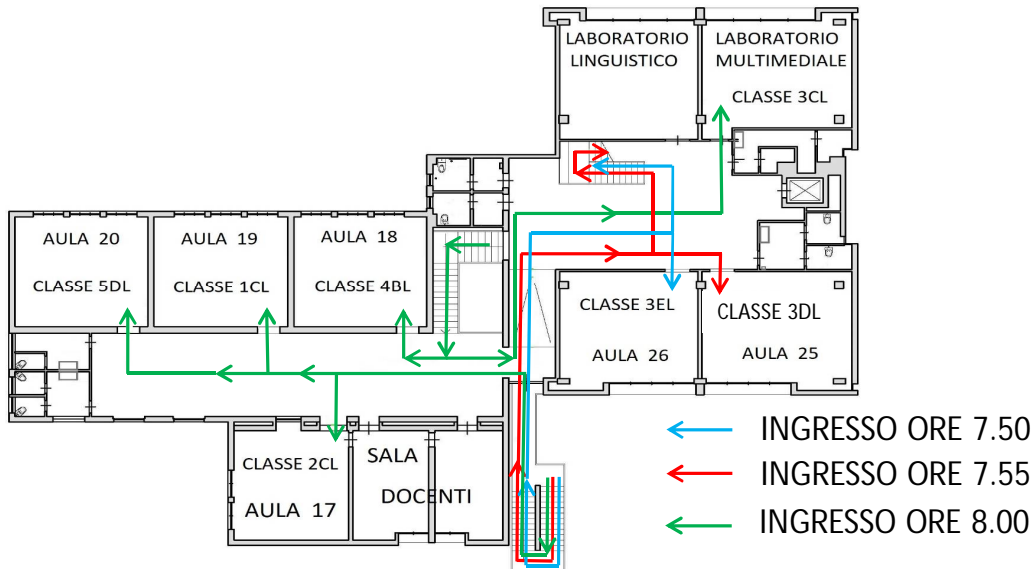 LABORATORIO
LINGUISTICO
LABORATORIO
MULTIMEDIALE
CLASSE 3CL
AULA 20
CLASSE 5DL
AULA 19
CLASSE 1CL
AULA 18
CLASSE 4BL
CLASSE 3EL
AULA 26
CLASSE 3DL
AULA 25
CLASSE 2CL
AULA 17
SALA
DOCENTI
INGRESSO ORE 7.50
INGRESSO ORE 7.55
INGRESSO ORE 8.00